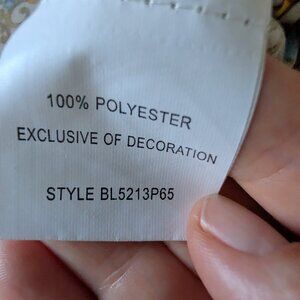 100% POLYESTER
EXCLUSIVE OF DECORATION
STYLE BL5213P65